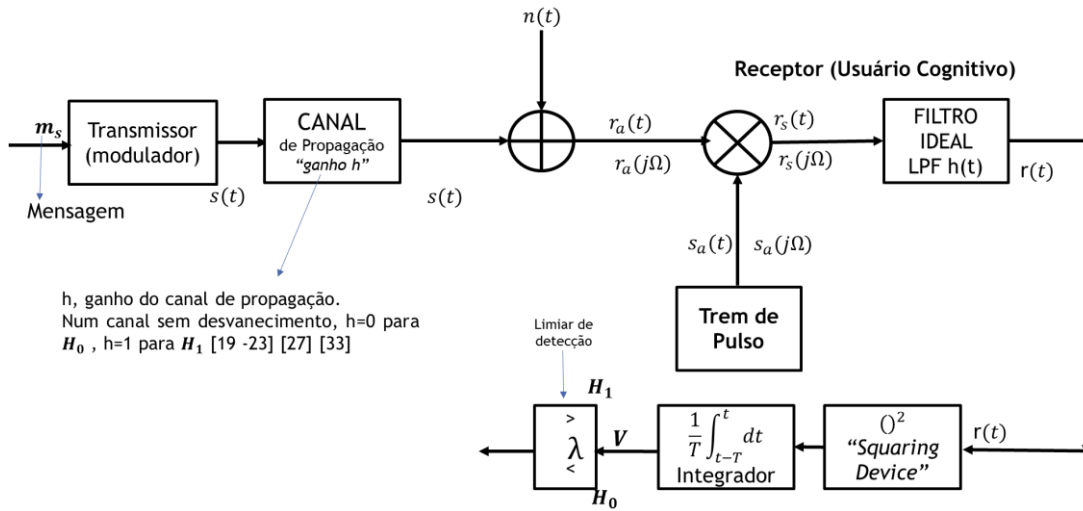 n(t)
Receptor (Usuário Cognitivo)
m_s
Transmissor
(modulador)
CANAL
de Propagação
“ganho h”
r_a(t)
r_a(jΩ)
r_s(t)
r_s(jΩ)
FILTRO
IDEAL
LPF h(t)
s(t)
s(t)
r(t)
Mensagem
s_a(t)
s_a(jΩ)
h, ganho do canal de propagação.
Num canal sem desvanecimento, h=0 para
H_0 , h=1 para H_1 [19 -23] [27] [33]
Trem de
Pulso
Limiar de
detecção
H_1
>
λ
<
H_0
V
1/T ∫_{t-T}^{t} dt
Integrador
()^2
“Squaring
Device”
r(t)